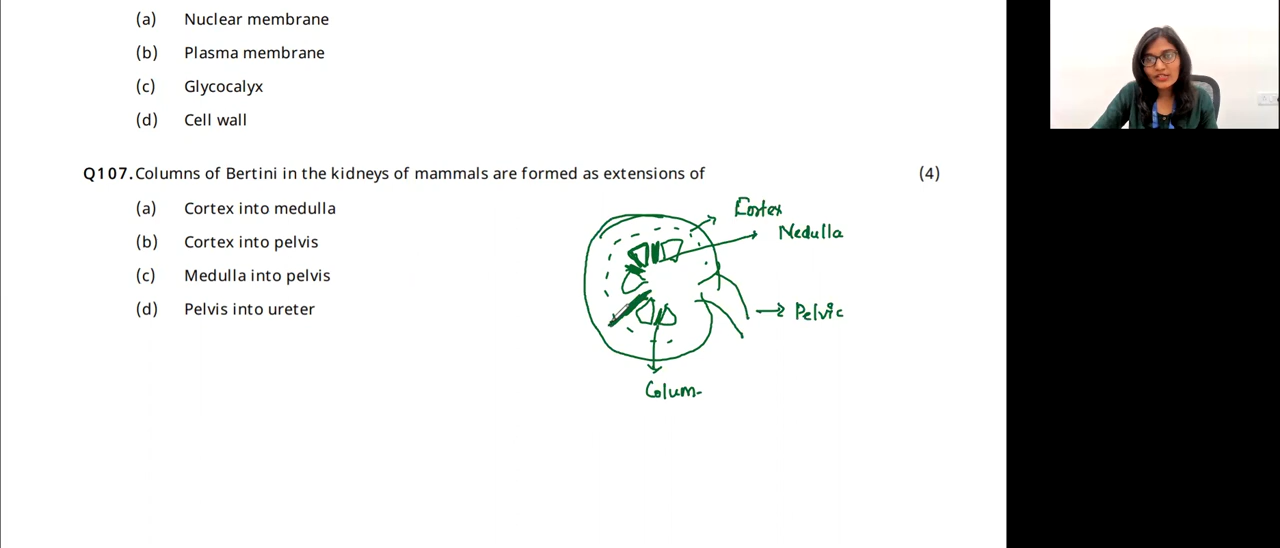 (a) Nuclear membrane
(b) Plasma membrane
(c) Glycocalyx
(d) Cell wall
Q107. Columns of Bertini in the kidneys of mammals are formed as extensions of (4)
(a) Cortex into medulla
(b) Cortex into pelvis
(c) Medulla into pelvis
(d) Pelvis into ureter
Cortex
Nedulla
Pelvic
Colum